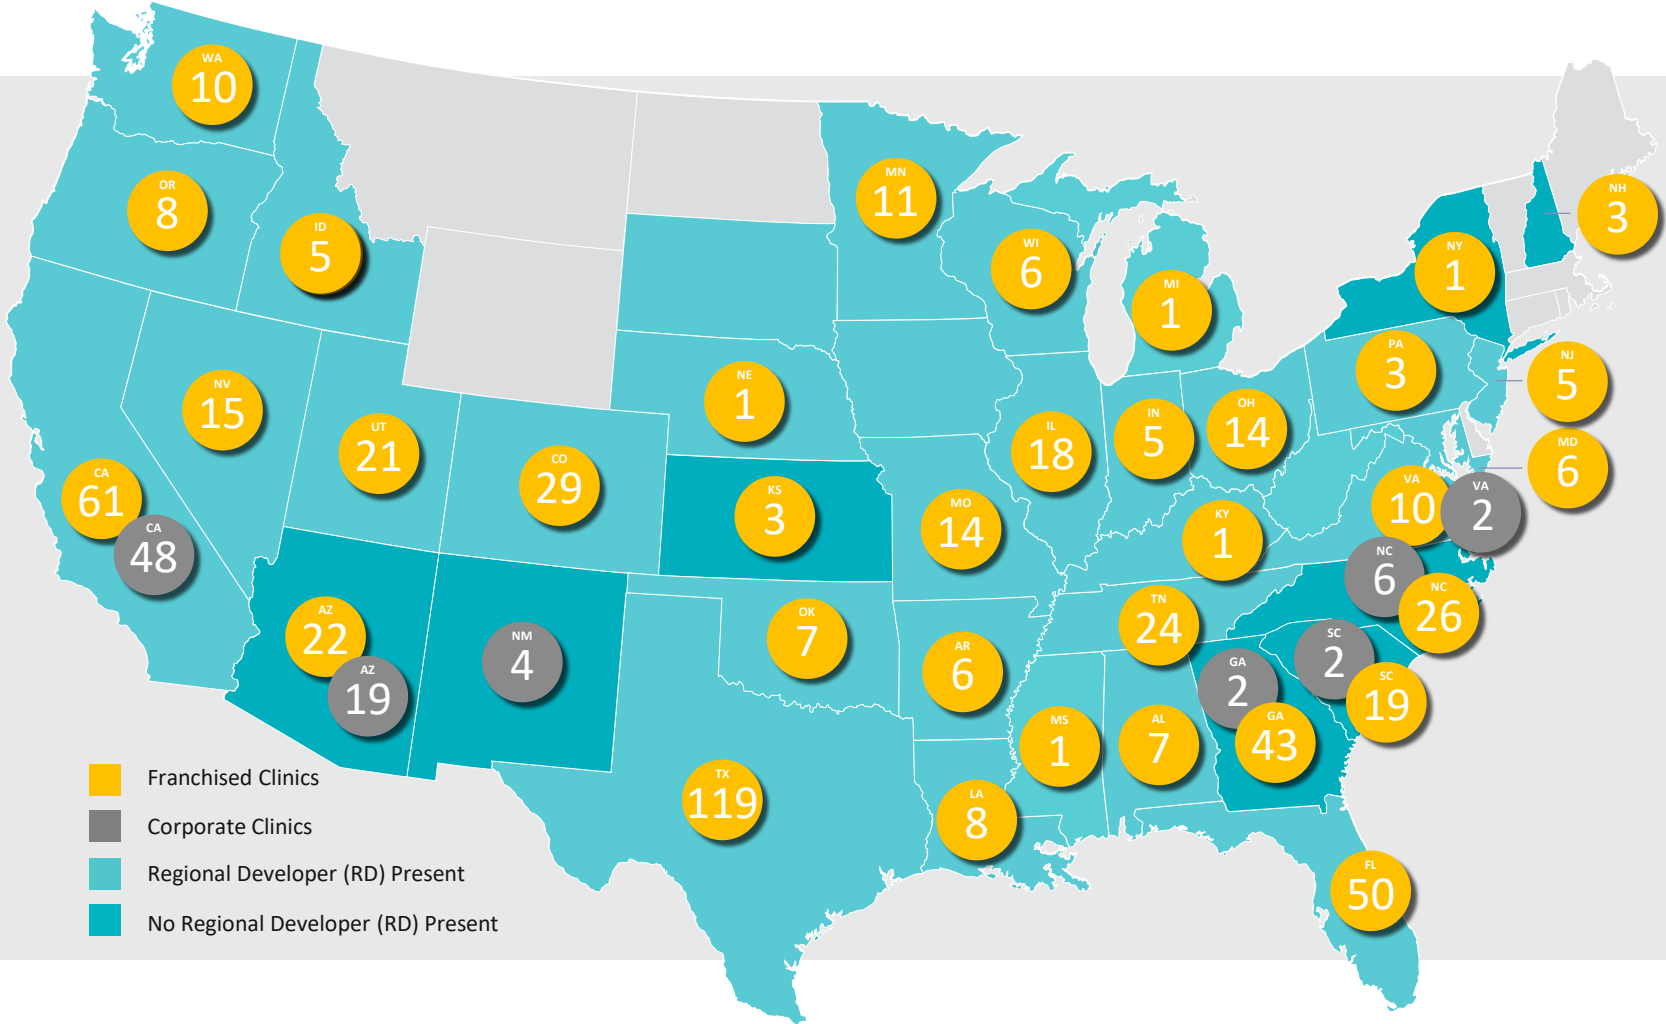 WA
10
OR
8
ID
5
MN
11
WI
6
MI
1
NH
3
NY
1
PA
3
NJ
5
MD
6
NV
15
UT
21
CO
29
NE
1
KS
3
IL
18
IN
5
OH
14
CA
61
CA
48
MO
14
KY
1
VA
10
VA
2
NC
6
NC
26
AZ
22
AZ
19
NM
4
OK
7
AR
6
TN
24
SC
2
SC
19
GA
2
GA
43
MS
1
AL
7
TX
119
LA
8
FL
50
Franchised Clinics
Corporate Clinics
Regional Developer (RD) Present
No Regional Developer (RD) Present